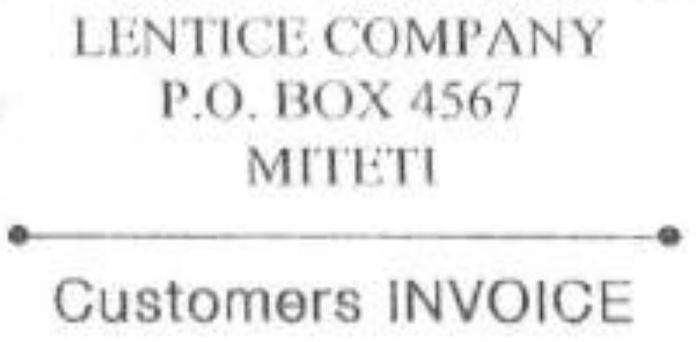 LENTICE COMPANY
P.O. BOX 4567
MITETI
Customers INVOICE